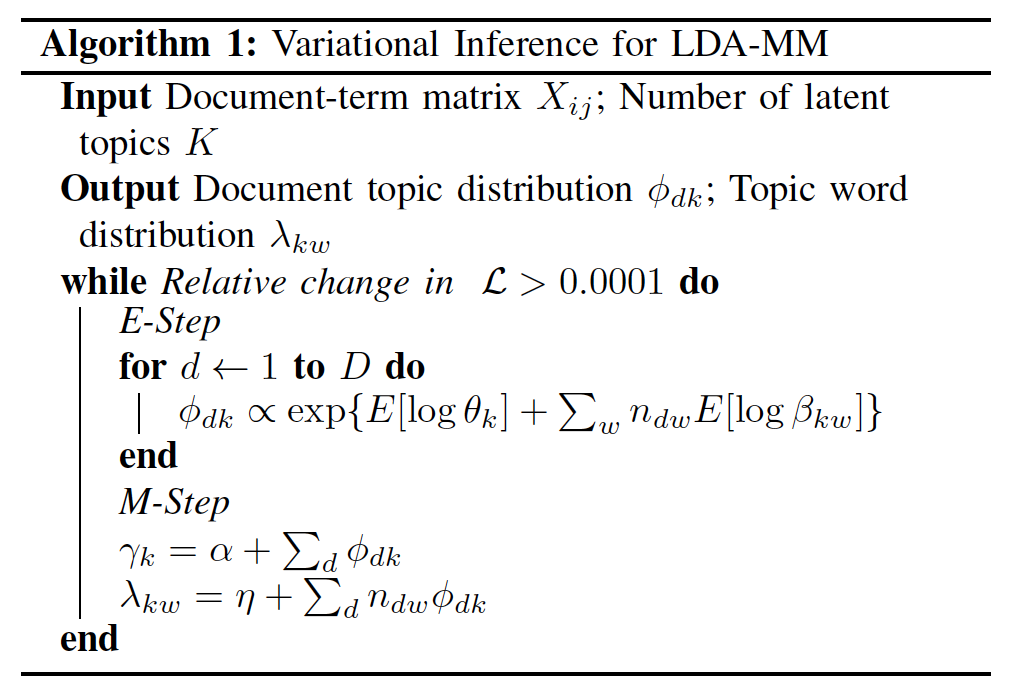 Algorithm 1: Variational Inference for LDA-MM
Input Document-term matrix $X_{ij}$; Number of latent
topics $K$
Output Document topic distribution $\phi_{dk}$; Topic word
distribution $\lambda_{kw}$
while Relative change in $\mathcal{L} > 0.0001$ do
E-Step
for $d \leftarrow 1$ to $D$ do
$\phi_{dk} \propto \exp\{E[\log \theta_k] + \sum_w n_{dw} E[\log \beta_{kw}]\}$
end
M-Step
$\gamma_k = \alpha + \sum_d \phi_{dk}$
$\lambda_{kw} = \eta + \sum_d n_{dw} \phi_{dk}$
end